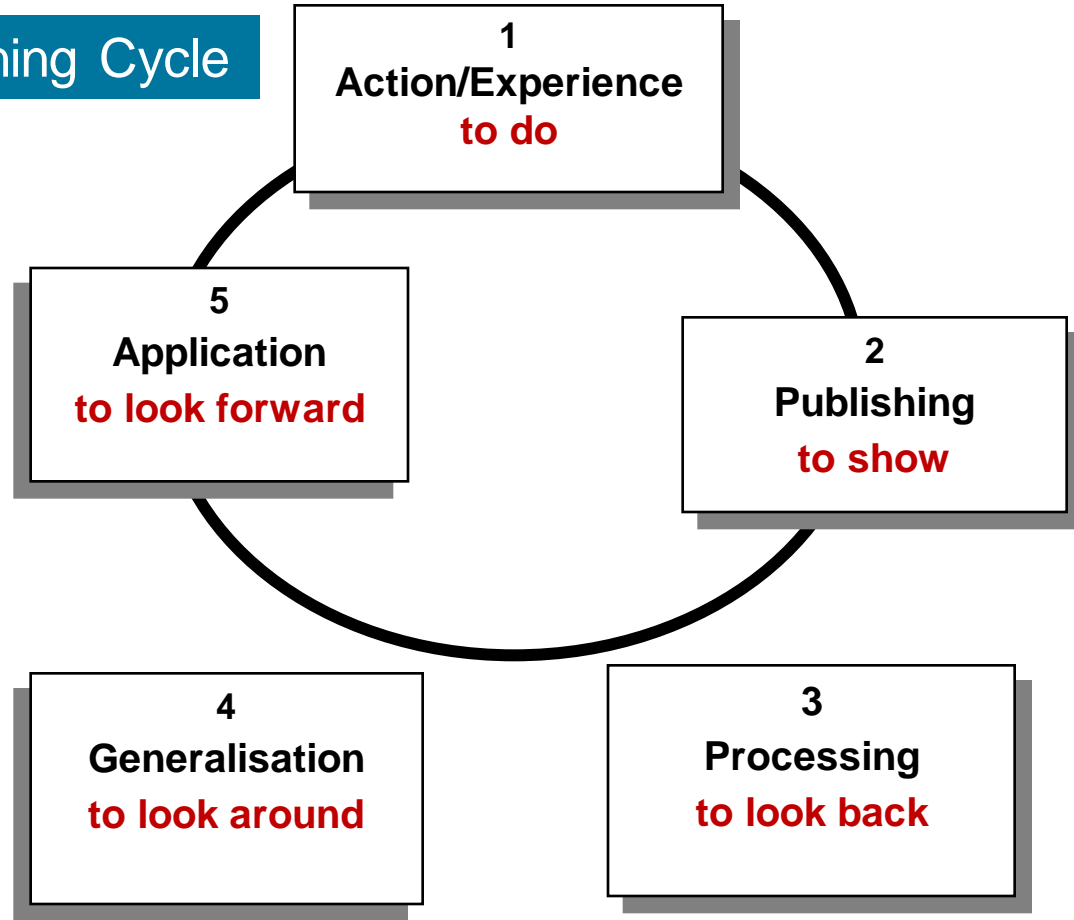 ning Cycle
1
Action/Experience
to do
5
Application
to look forward
2
Publishing
to show
4
Generalisation
to look around
3
Processing
to look back